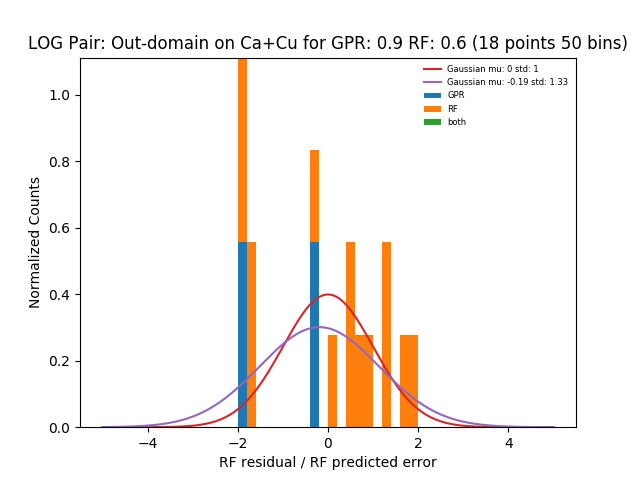 LOG Pair: Out-domain on Ca+Cu for GPR: 0.9 RF: 0.6 (18 points 50 bins)
Gaussian mu: 0 std: 1
Gaussian mu: -0.19 std: 1.33
GPR
RF
both
Normalized Counts
1.0
0.8
0.6
0.4
0.2
0.0
−4 −2 0 2 4
RF residual / RF predicted error